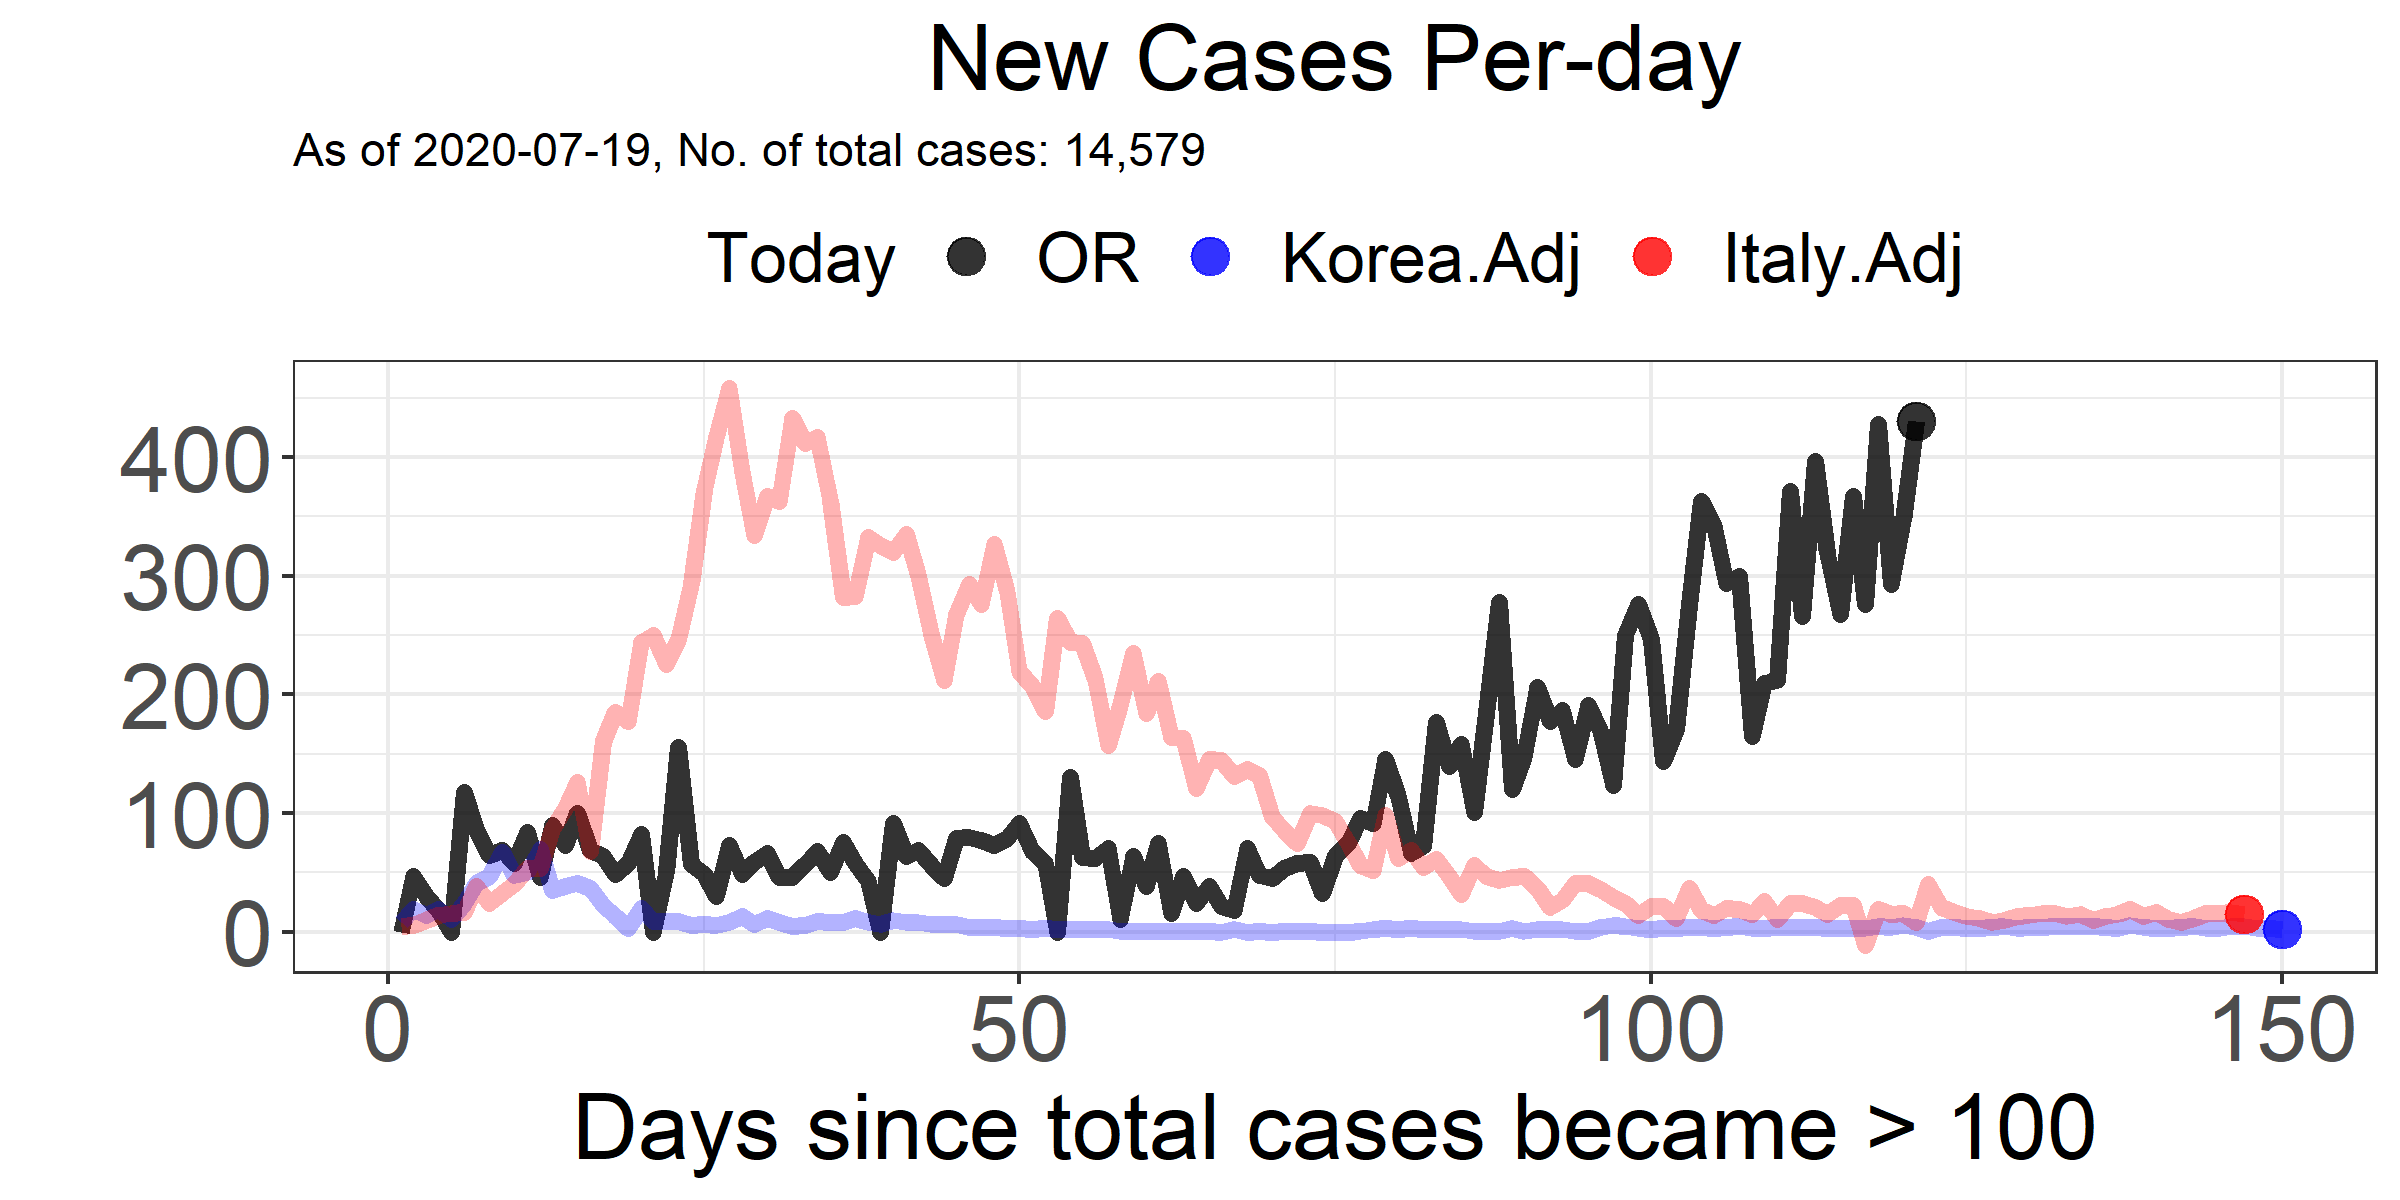 New Cases Per-day
As of 2020-07-19, No. of total cases: 14,579
Today OR Korea.Adj Italy.Adj
400
300
200
100
0
0 50 100 150
Days since total cases became > 100